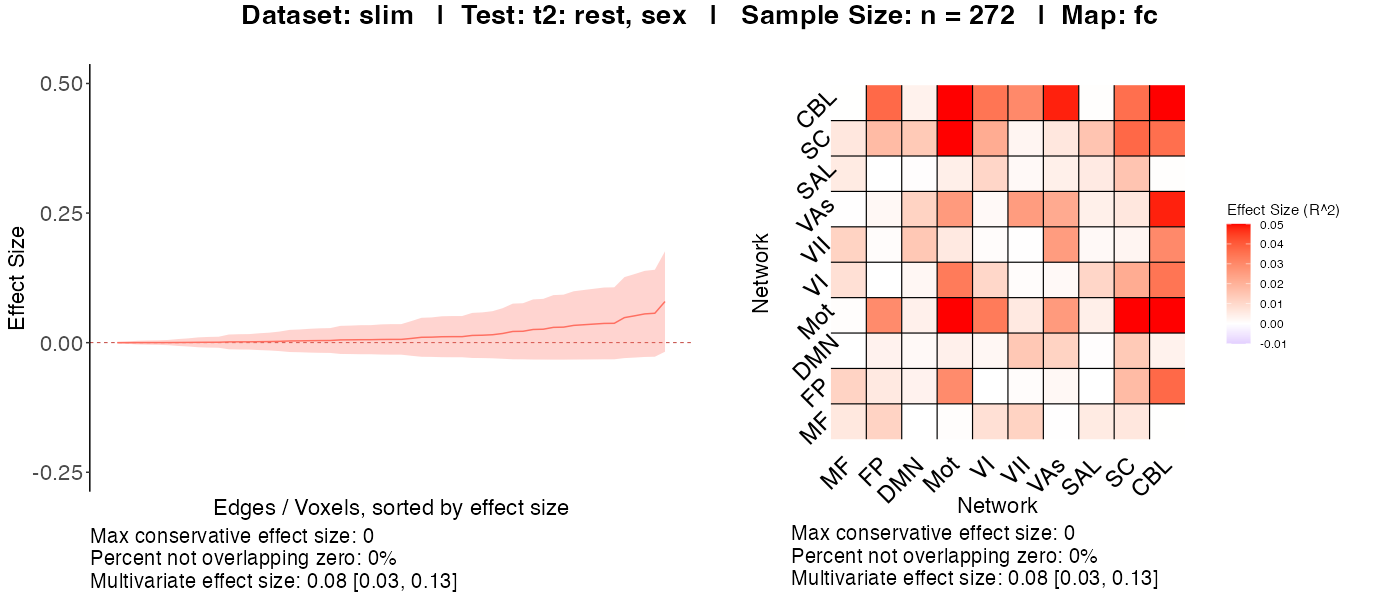 Dataset: slim | Test: t2: rest, sex | Sample Size: n = 272 | Map: fc
0.50
0.25
0.00
-0.25
Effect Size
Edges / Voxels, sorted by effect size
Max conservative effect size: 0
Percent not overlapping zero: 0%
Multivariate effect size: 0.08 [0.03, 0.13]
Network
CBL
SC
SAL
VAs
VII
VI
Mot
DMN
FP
MF
MF FP DMN Mot VI VII VAs SAL SC CBL
Network
Max conservative effect size: 0
Percent not overlapping zero: 0%
Multivariate effect size: 0.08 [0.03, 0.13]
Effect Size (R^2)
0.05
0.04
0.03
0.02
0.01
0.00
-0.01